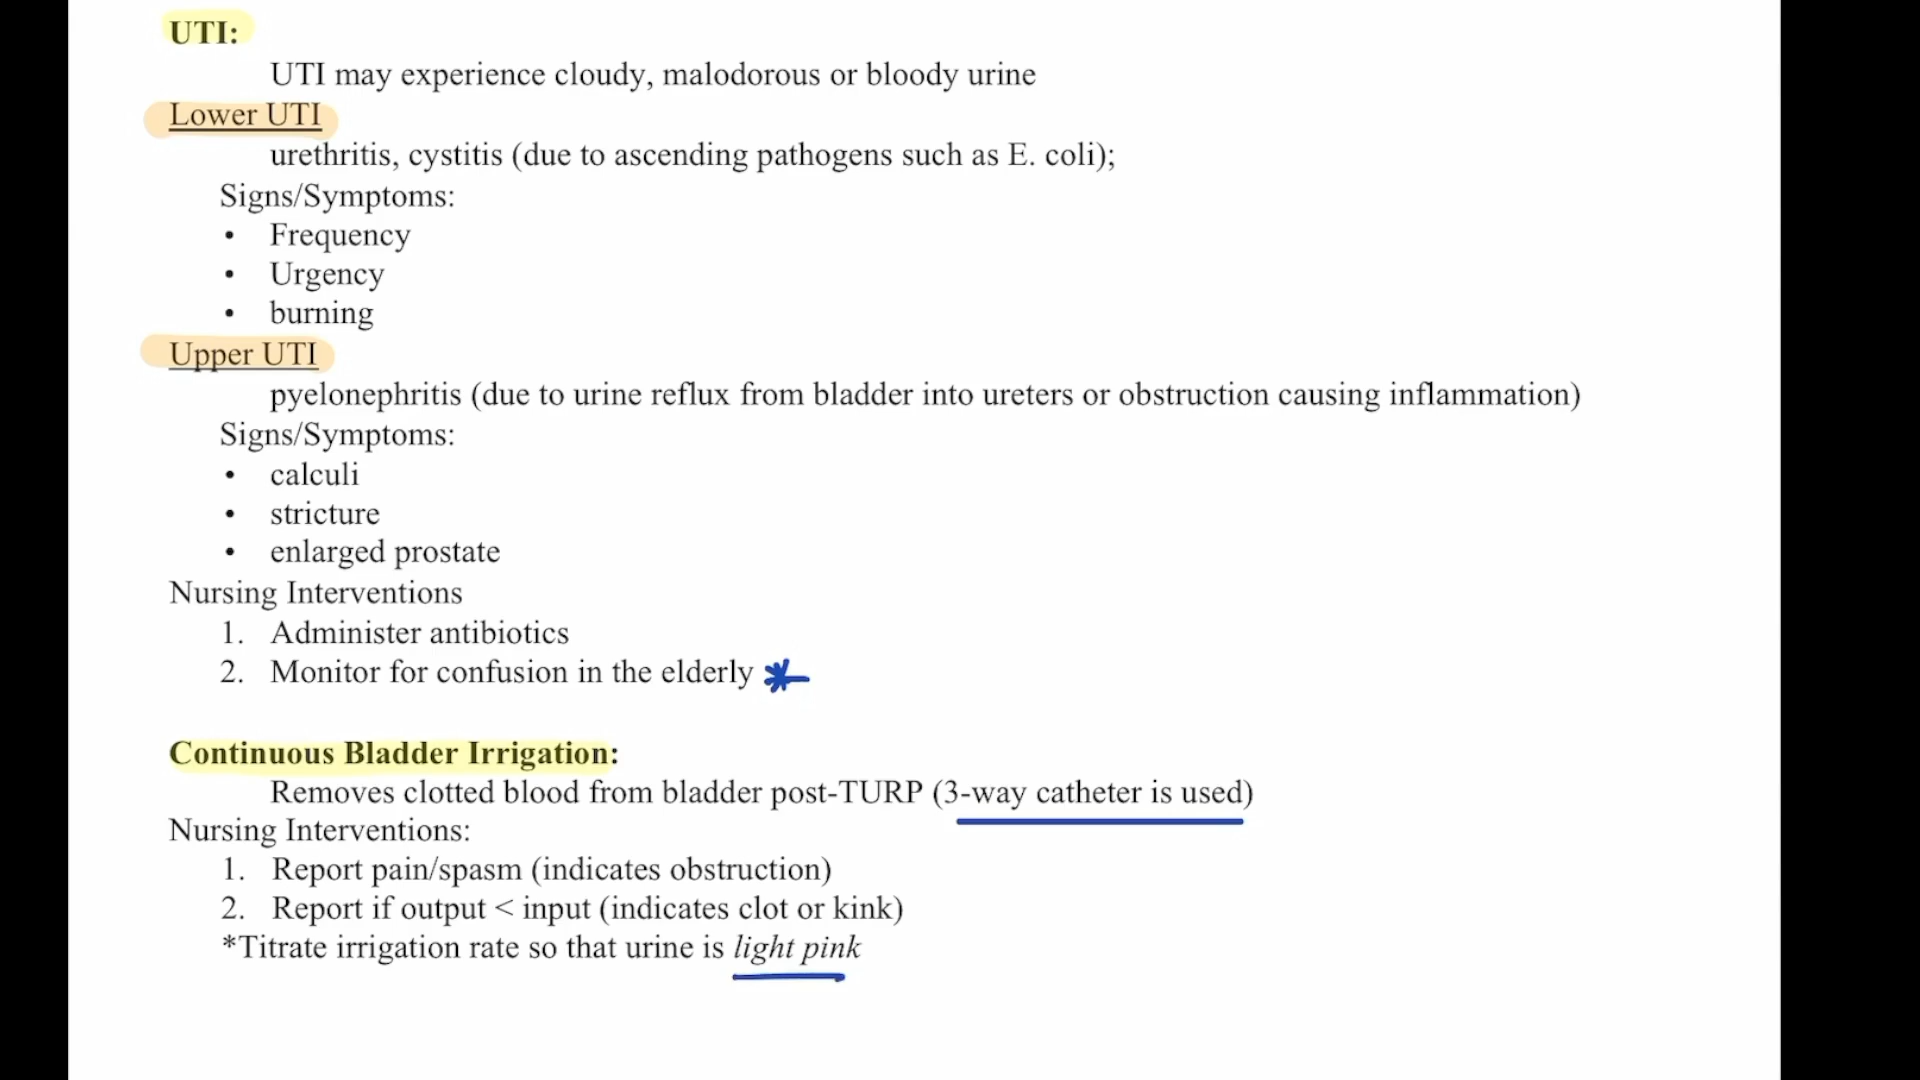 UTI:
UTI may experience cloudy, malodorous or bloody urine
Lower UTI
urethritis, cystitis (due to ascending pathogens such as E. coli);
Signs/Symptoms:
• Frequency
• Urgency
• burning
Upper UTI
pyelonephritis (due to urine reflux from bladder into ureters or obstruction causing inflammation)
Signs/Symptoms:
• calculi
• stricture
• enlarged prostate
Nursing Interventions
1. Administer antibiotics
2. Monitor for confusion in the elderly *
Continuous Bladder Irrigation:
Removes clotted blood from bladder post-TURP (3-way catheter is used)
Nursing Interventions:
1. Report pain/spasm (indicates obstruction)
2. Report if output < input (indicates clot or kink)
*Titrate irrigation rate so that urine is light pink